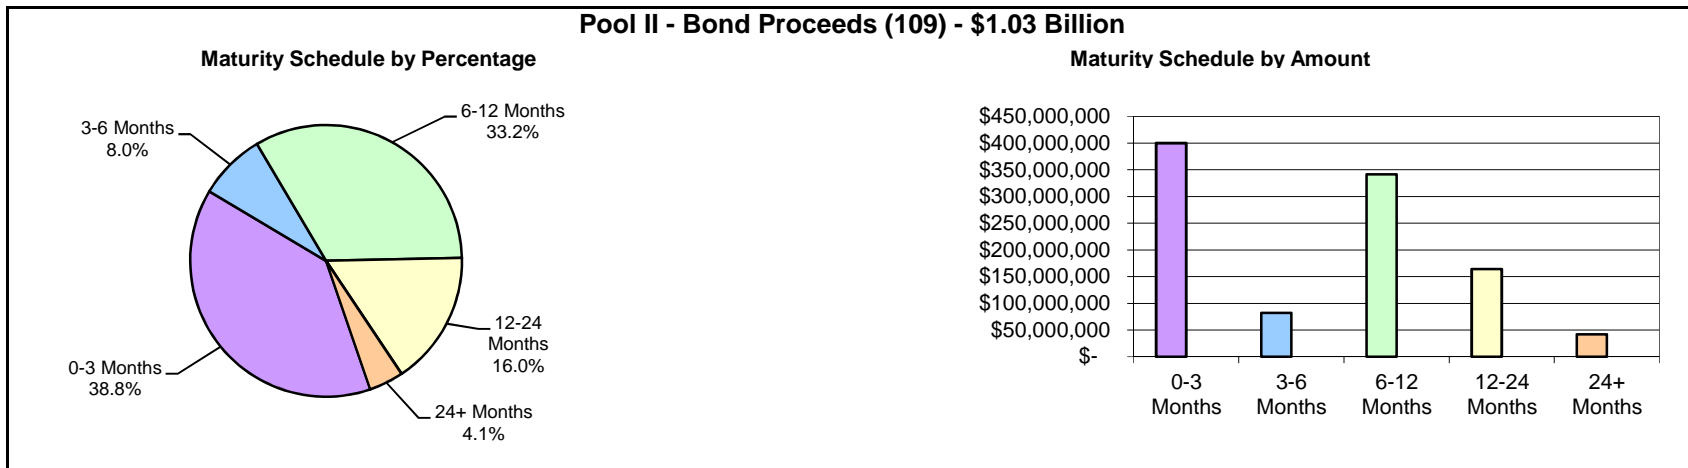 Pool II - Bond Proceeds (109) - $1.03 Billion
Maturity Schedule by Percentage
6-12 Months
33.2%
3-6 Months
8.0%
12-24
Months
16.0%
0-3 Months
38.8%
24+ Months
4.1%
Maturity Schedule by Amount
$450,000,000
$400,000,000
$350,000,000
$300,000,000
$250,000,000
$200,000,000
$150,000,000
$100,000,000
$50,000,000
$-
0-3 3-6 6-12 12-24 24+
Months Months Months Months Months